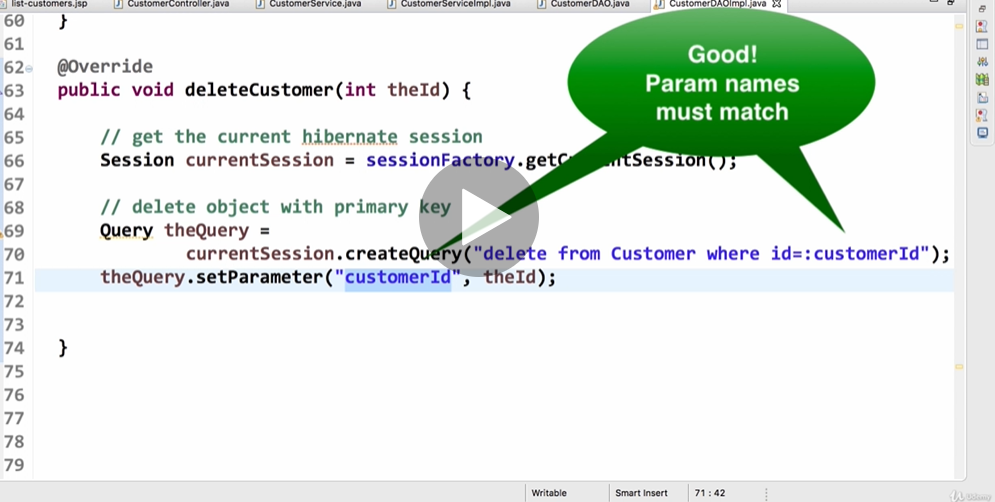 list-customers.jsp CustomerController.java CustomerService.java CustomerServiceImpl.java CustomerDAO.java CustomerDAOImpl.java
60 }
61
62 @Override
63 public void deleteCustomer(int theId) {
64
65 // get the current hibernate session
66 Session currentSession = sessionFactory.getC ntSession();
67
68 // delete object with primary key
69 Query theQuery =
70 currentSession.createQuery("delete from Customer where id=:customerId");
71 theQuery.setParameter("customerId", theId);
72
73
74 }
75
76
77
78
79
Good!
Param names
must match
Writable Smart Insert 71 : 42
Udemy